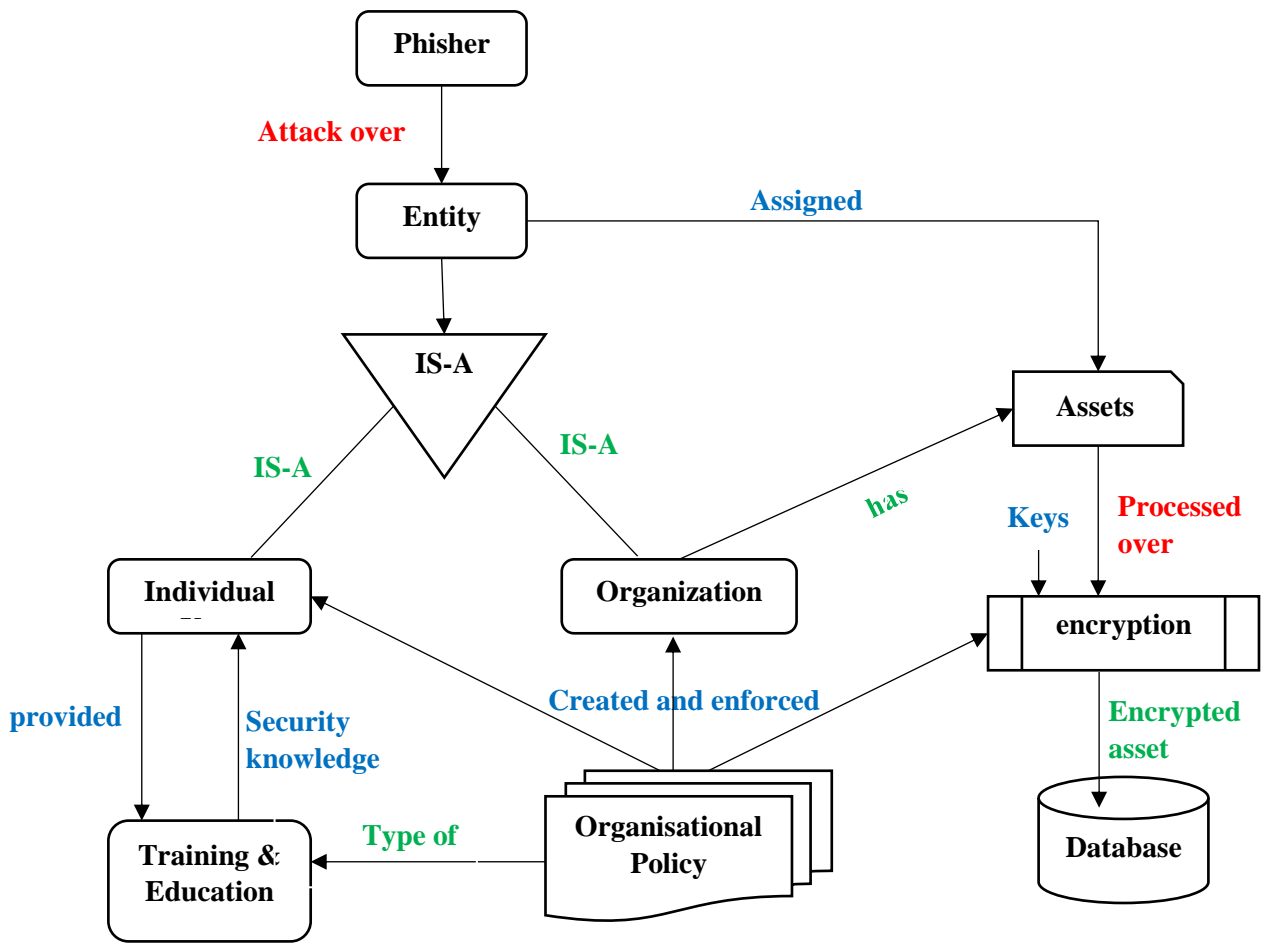 Phisher
Attack over
Entity
Assigned
IS-A
Assets
IS-A
IS-A
has
Keys
Processed
over
Individual
Organization
encryption
provided
Security
knowledge
Created and enforced
Encrypted
asset
Type of
Organisational
Policy
Training &
Education
Database